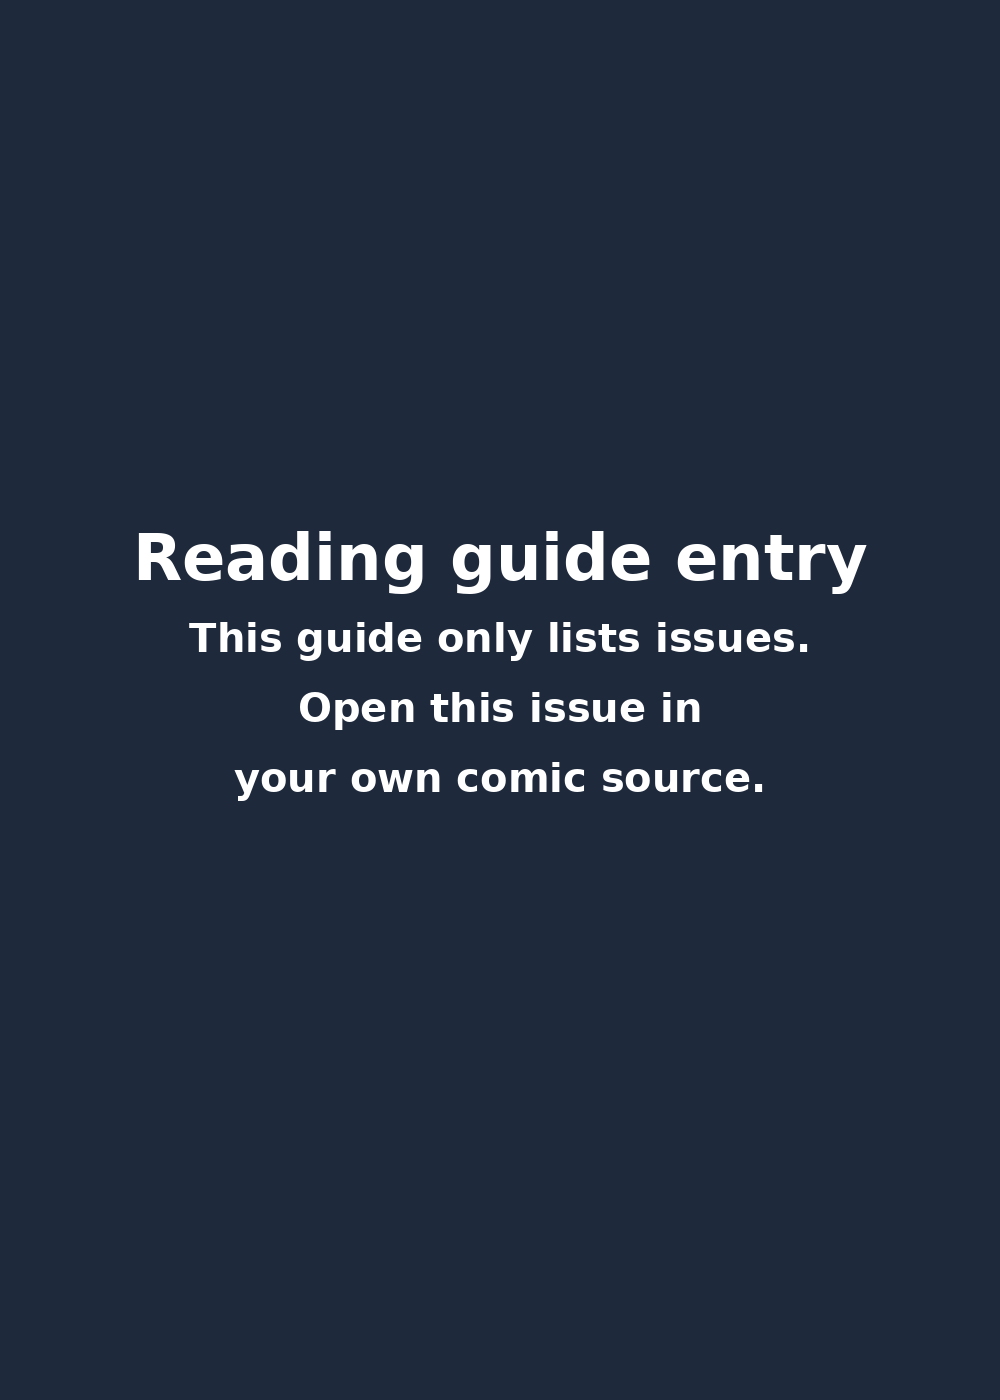 Reading guide entry
This guide only lists issues.
Open this issue in
your own comic source.